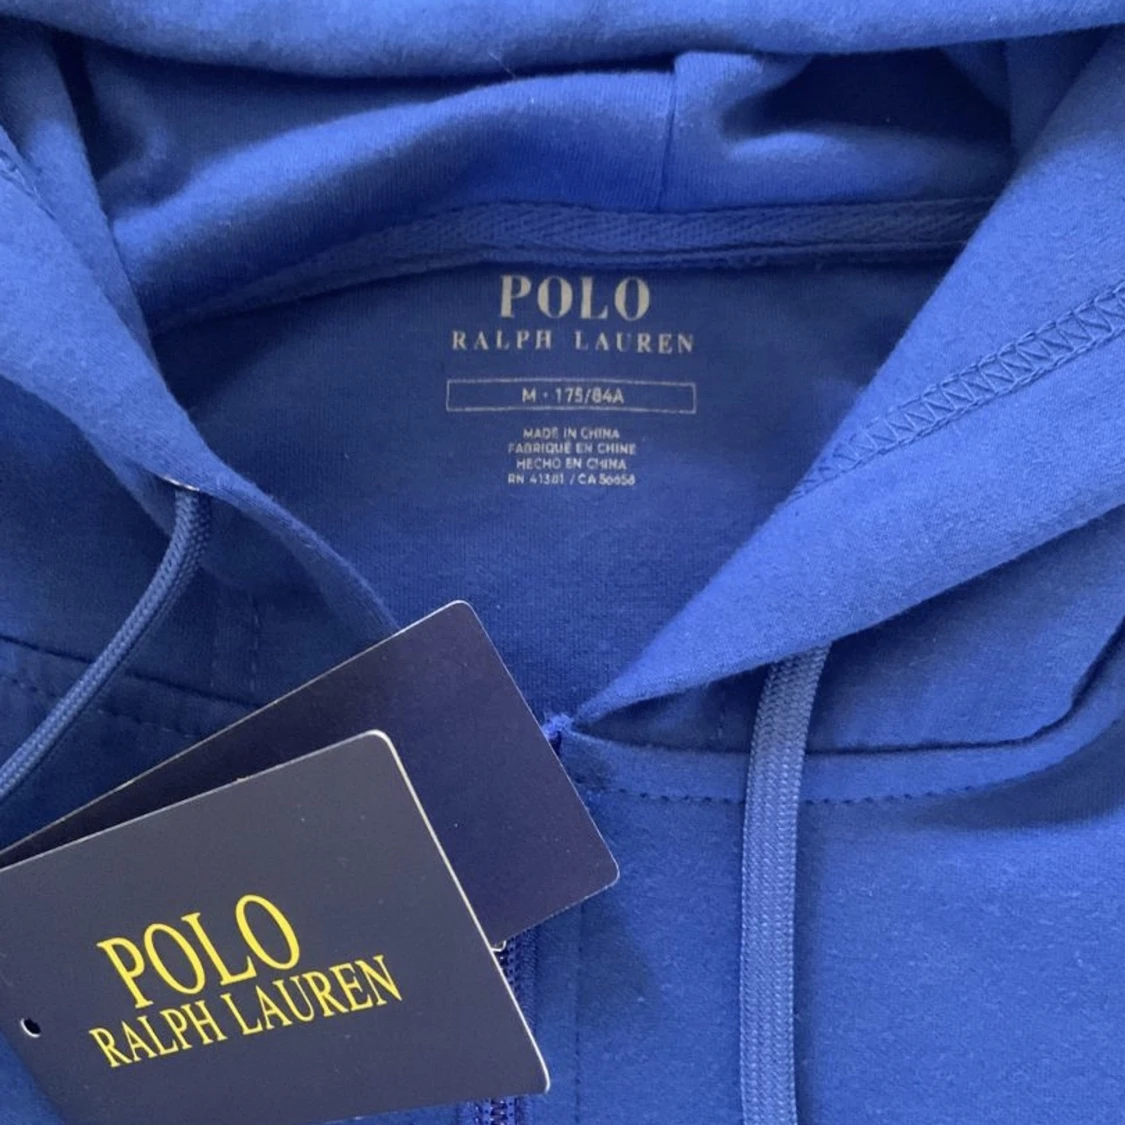 POLO
RALPH LAUREN
M · 175/84A
MADE IN CHINA
FABRIQUÉ EN CHINE
HECHO EN CHINA
RN 41381 / CA 56658
POLO
RALPH LAUREN